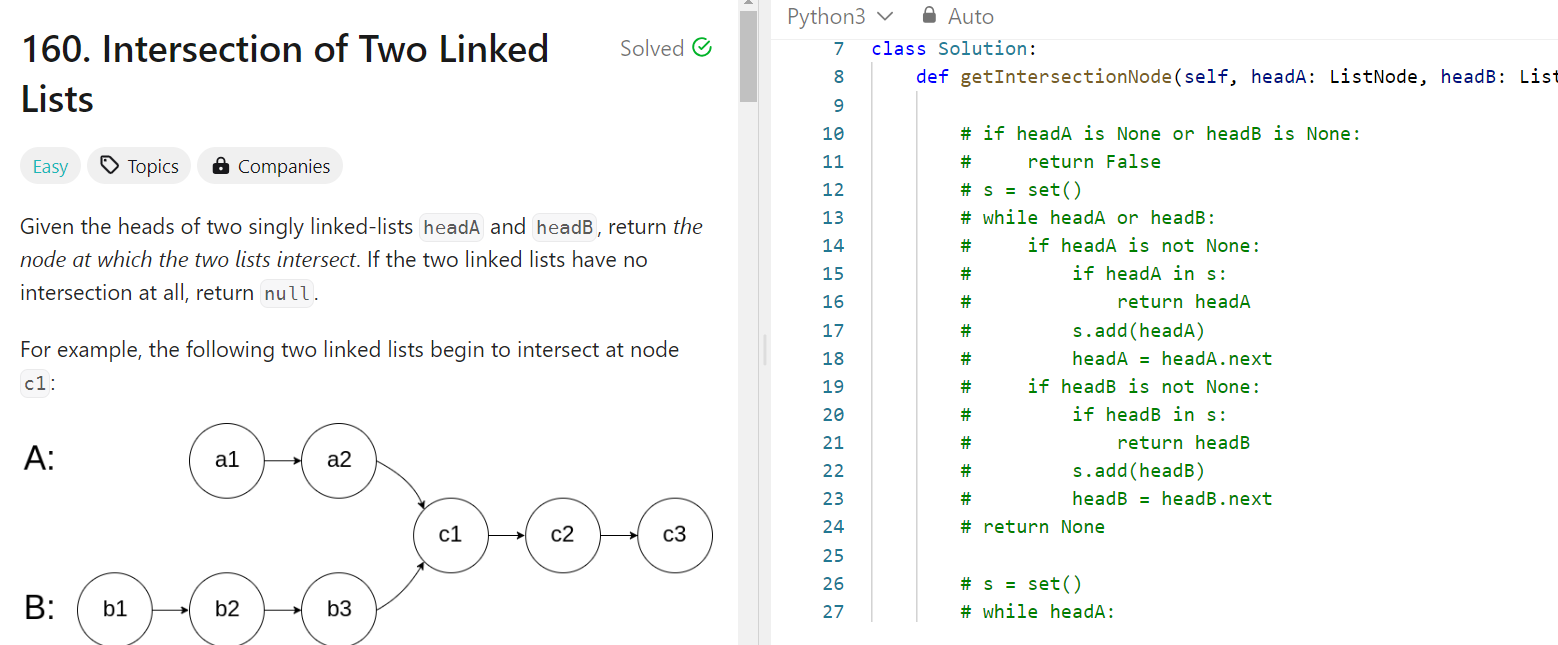 160. Intersection of Two Linked
Lists
Solved
Easy
Topics
Companies
Given the heads of two singly linked-lists headA and headB, return the
node at which the two lists intersect. If the two linked lists have no
intersection at all, return null.
For example, the following two linked lists begin to intersect at node
c1:
A:
a1
a2
c1
c2
c3
B:
b1
b2
b3
Python3
Auto
7 class Solution:
8     def getIntersectionNode(self, headA: ListNode, headB: List
9
10         # if headA is None or headB is None:
11         #     return False
12         # s = set()
13         # while headA or headB:
14         #     if headA is not None:
15         #         if headA in s:
16         #             return headA
17         #         s.add(headA)
18         #         headA = headA.next
19         #     if headB is not None:
20         #         if headB in s:
21         #             return headB
22         #         s.add(headB)
23         #         headB = headB.next
24         # return None
25
26         # s = set()
27         # while headA: